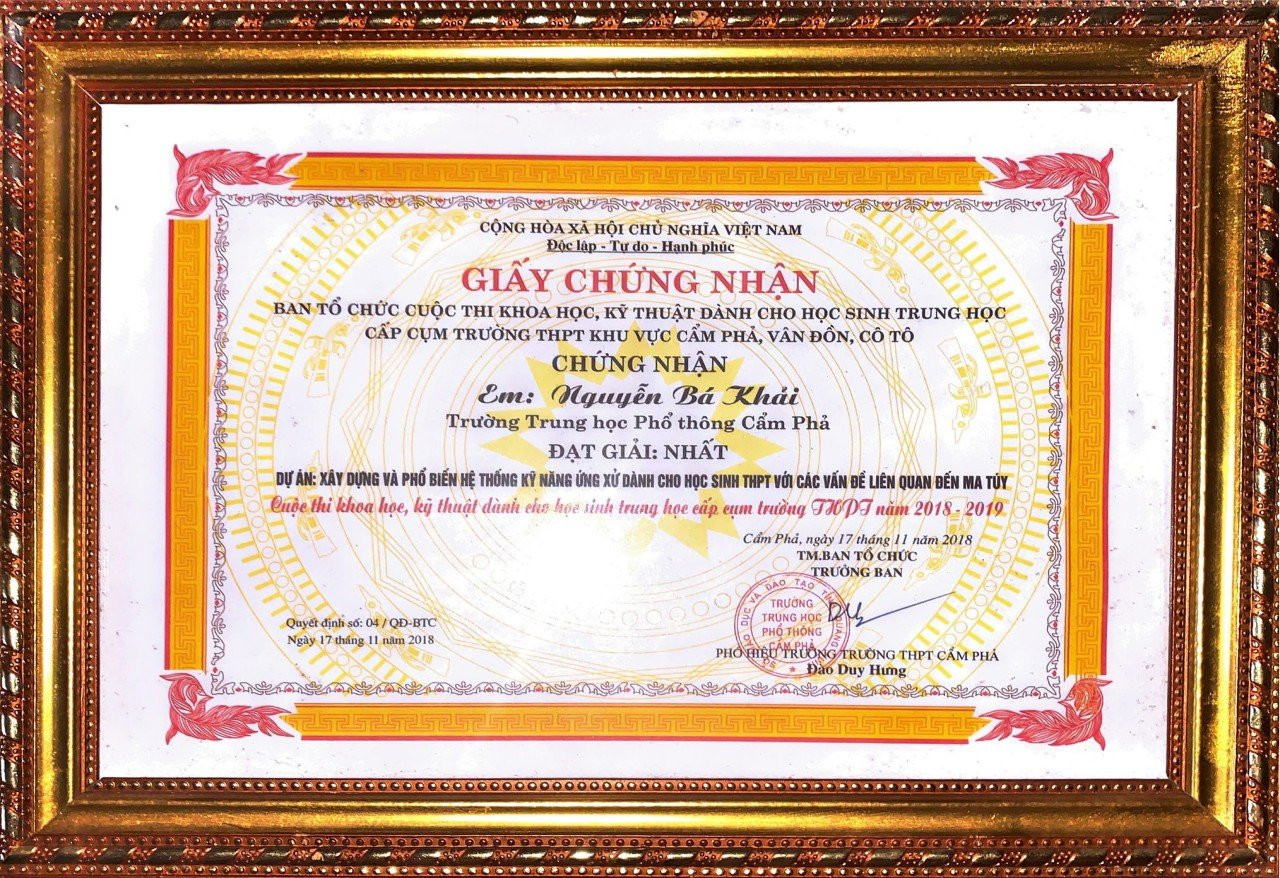 CỘNG HÒA XÃ HỘI CHỦ NGHĨA VIỆT NAM
Độc lập - Tự do - Hạnh phúc
GIẤY CHỨNG NHẬN
BAN TỔ CHỨC CUỘC THI KHOA HỌC, KỸ THUẬT DÀNH CHO HỌC SINH TRUNG HỌC
CẤP CỤM TRƯỜNG THPT KHU VỰC CẨM PHẢ, VÂN ĐỒN, CÔ TÔ
CHỨNG NHẬN
Em: Nguyễn Bá Khải
Trường Trung học Phổ thông Cẩm Phả
ĐẠT GIẢI: NHẤT
DỰ ÁN: XÂY DỰNG VÀ PHỔ BIẾN HỆ THỐNG KỸ NĂNG ỨNG XỬ DÀNH CHO HỌC SINH THPT VỚI CÁC VẤN ĐỀ LIÊN QUAN ĐẾN MA TÚY
Cuộc thi khoa học, kỹ thuật dành cho học sinh trung học cấp cụm trường THPT năm 2018 - 2019
Cẩm Phả, ngày 17 tháng 11 năm 2018
TM.BAN TỔ CHỨC
TRƯỞNG BAN
SỞ GIÁO DỤC VÀ ĐÀO TẠO
TRƯỜNG
TRUNG HỌC
PHỔ THÔNG
CẨM PHẢ
Quyết định số: 04 / QĐ-BTC
Ngày 17 tháng 11 năm 2018
PHÓ HIỆU TRƯỞNG TRƯỜNG THPT CẨM PHẢ
Đào Duy Hưng